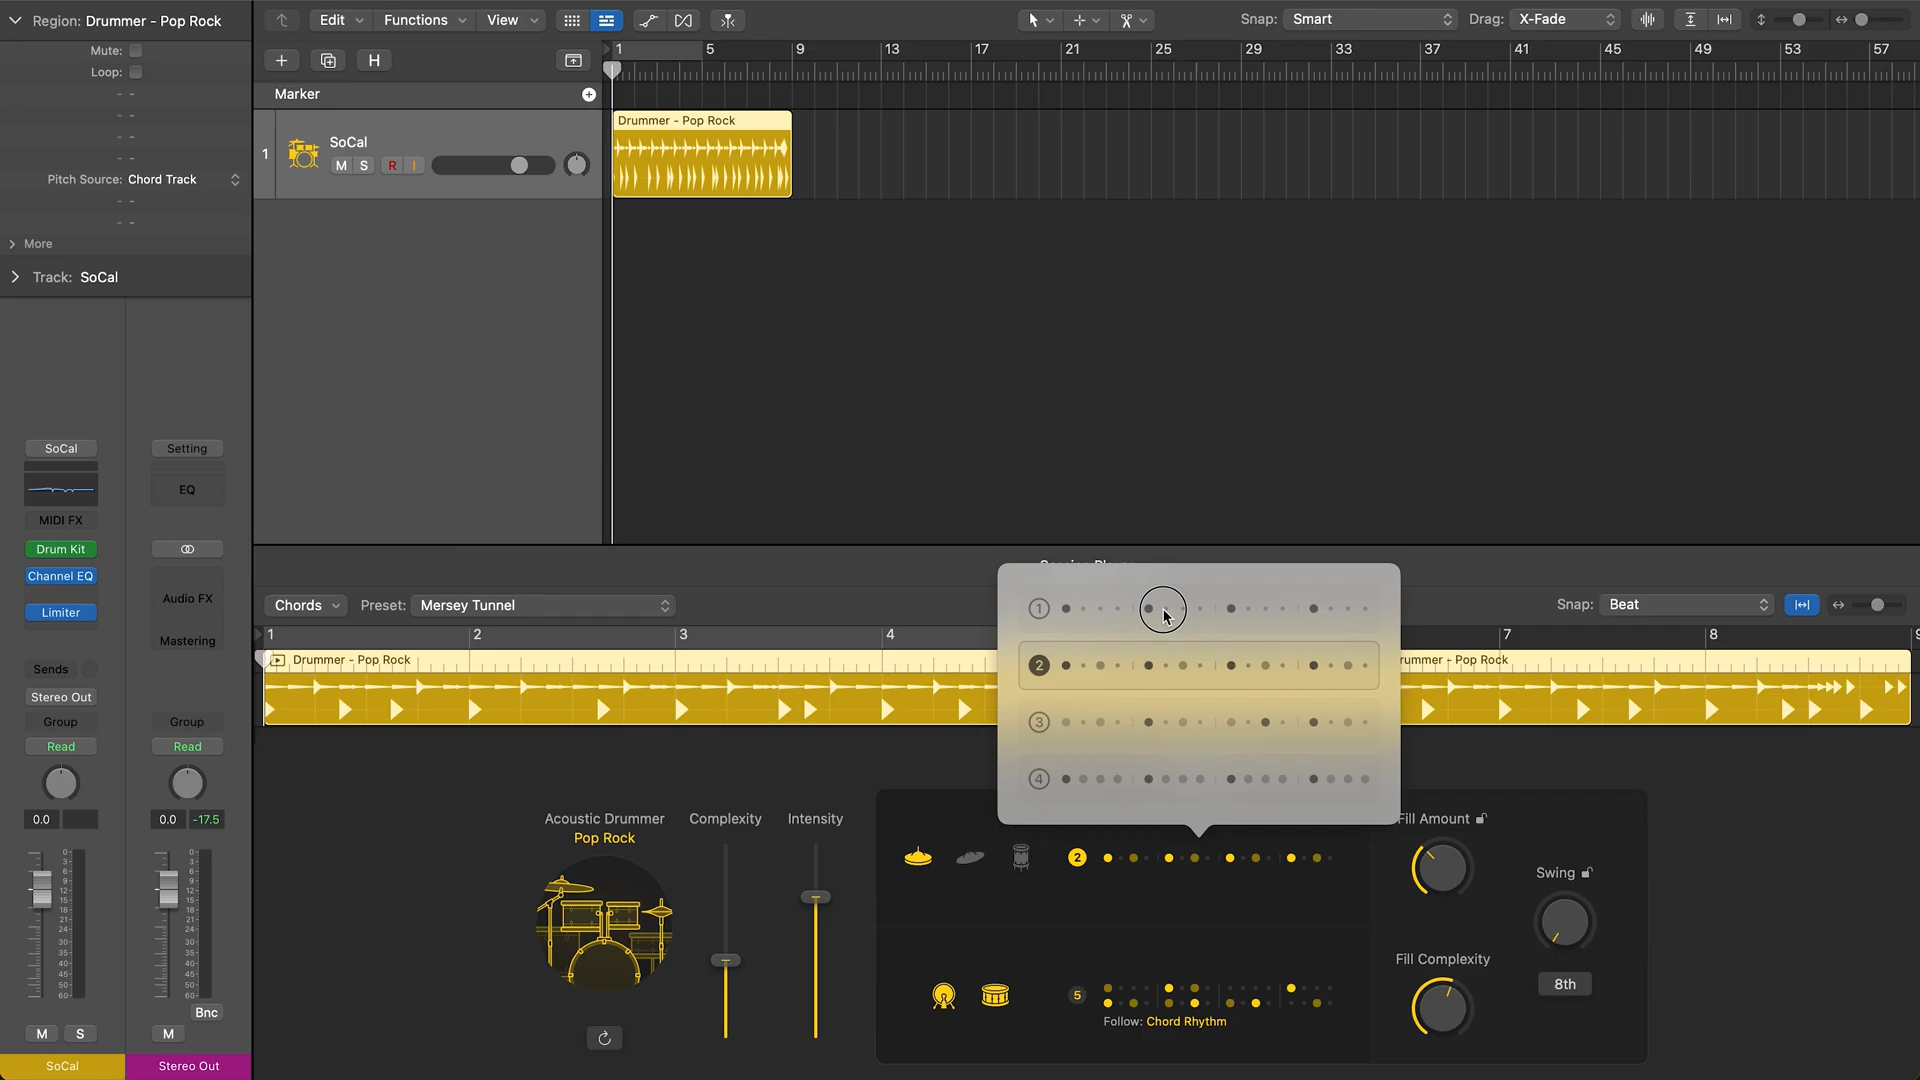 Region: Drummer - Pop Rock
Mute:
Loop:
Pitch Source: Chord Track
More
Track: SoCal
SoCal
Setting
EQ
MIDI FX
Drum Kit
Channel EQ
Audio FX
Limiter
Mastering
Sends
Stereo Out
Group
Group
Read
Read
0.0
0.0
-17.5
Bnc
M
S
M
SoCal
Stereo Out
Edit
Functions
View
Snap: Smart
Drag: X-Fade
H
1
5
9
13
17
21
25
29
33
37
41
45
49
53
57
Marker
1
SoCal
M
S
R
I
Drummer - Pop Rock
Chords
Preset: Mersey Tunnel
Snap: Beat
1
2
3
4
7
8
9
Drummer - Pop Rock
rummer - Pop Rock
1
2
3
4
Acoustic Drummer
Pop Rock
Complexity
Intensity
2
5
Follow: Chord Rhythm
Fill Amount
Fill Complexity
Swing
8th